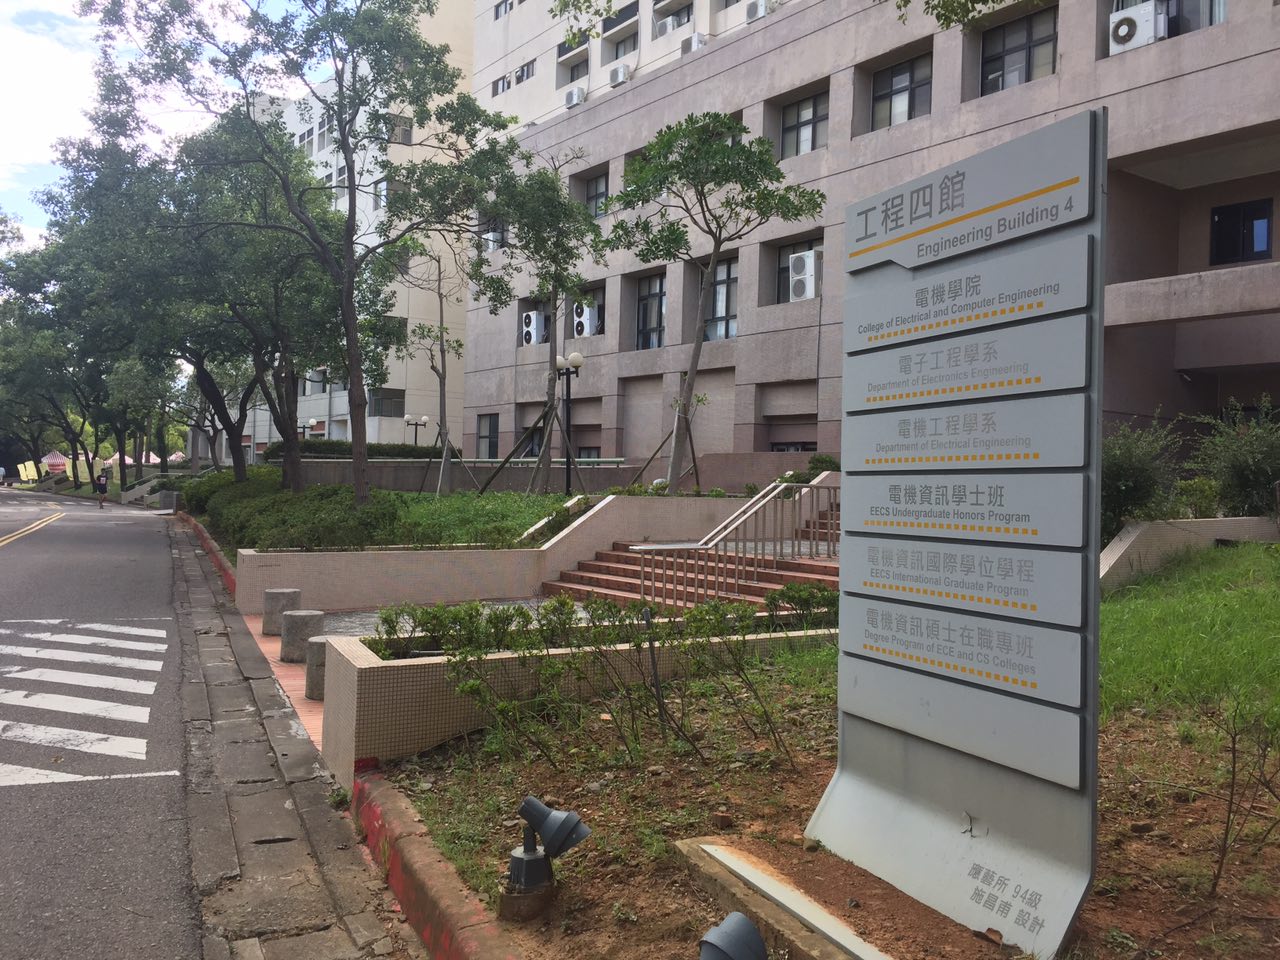 工程四館
Engineering Building 4
電機學院
College of Electrical and Computer Engineering
電子工程學系
Department of Electronics Engineering
電機工程學系
Department of Electrical Engineering
電機資訊學士班
EECS Undergraduate Honors Program
電機資訊國際學位學程
EECS International Graduate Program
電機資訊碩士在職專班
Degree Program of ECE and CS Colleges
應藝所 94級
施昌甫 設計